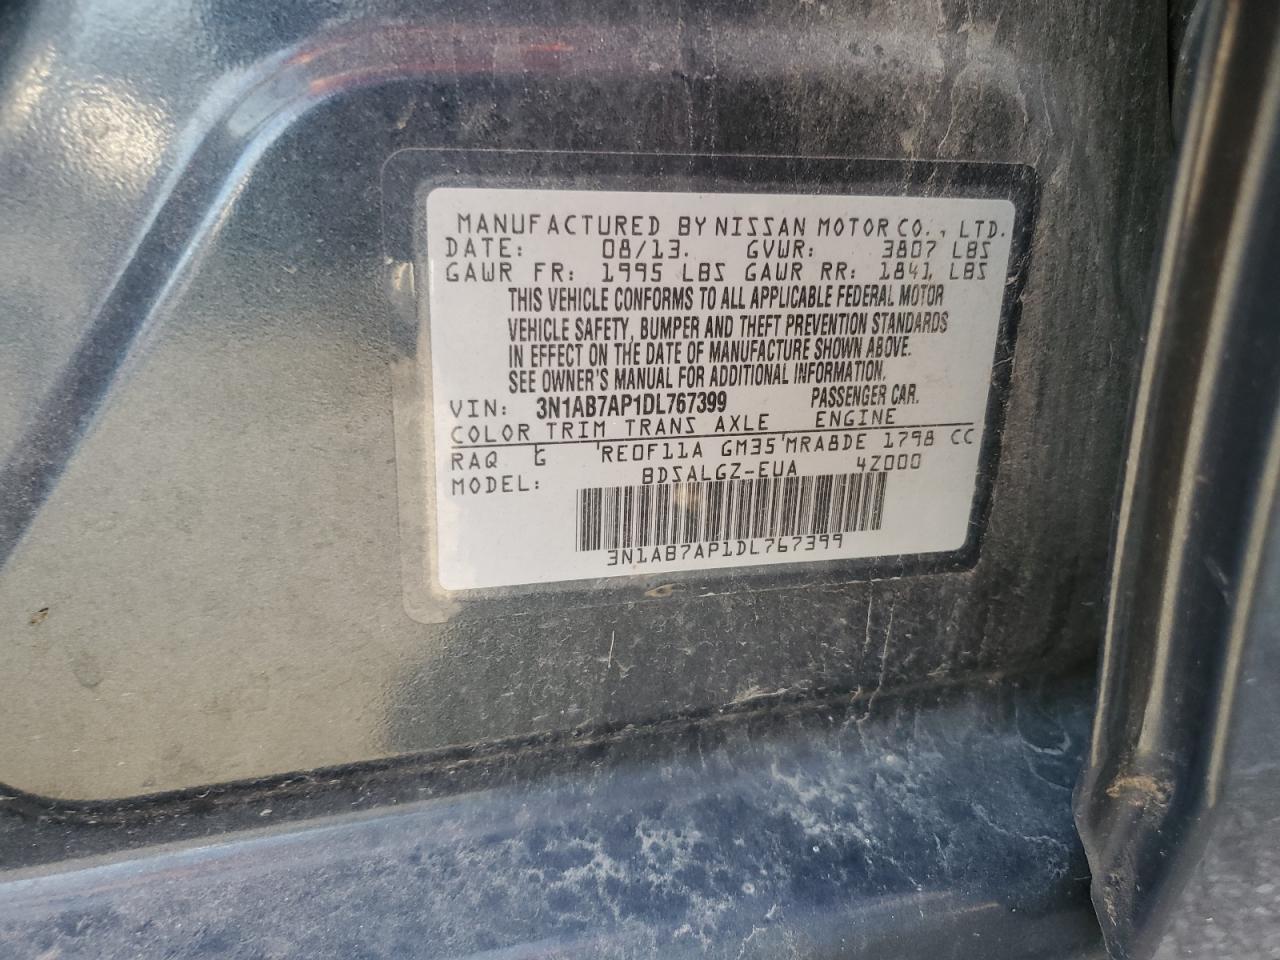 MANUFACTURED BY NISSAN MOTOR CO., LTD.
DATE: 08/13. GVWR: 3807 LBS
GAWR FR: 1995 LBS GAWR RR: 1841 LBS
THIS VEHICLE CONFORMS TO ALL APPLICABLE FEDERAL MOTOR
VEHICLE SAFETY, BUMPER AND THEFT PREVENTION STANDARDS
IN EFFECT ON THE DATE OF MANUFACTURE SHOWN ABOVE.
SEE OWNER'S MANUAL FOR ADDITIONAL INFORMATION.
VIN: 3N1AB7AP1DL767399 PASSENGER CAR.
COLOR TRIM TRANS AXLE ENGINE
RAQ G RE0F11A GM35 MRA8DE 1798 CC
MODEL: BDSALGZ-EUA 4Z000
3N1AB7AP1DL767399